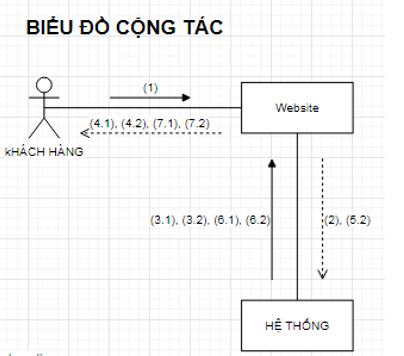 BIỂU ĐỒ CỘNG TÁC
(1)
Website
(4.1), (4.2), (7.1), (7.2)
kHÁCH HÀNG
(3.1), (3.2), (6.1), (6.2)
(2), (5.2)
HỆ THỐNG